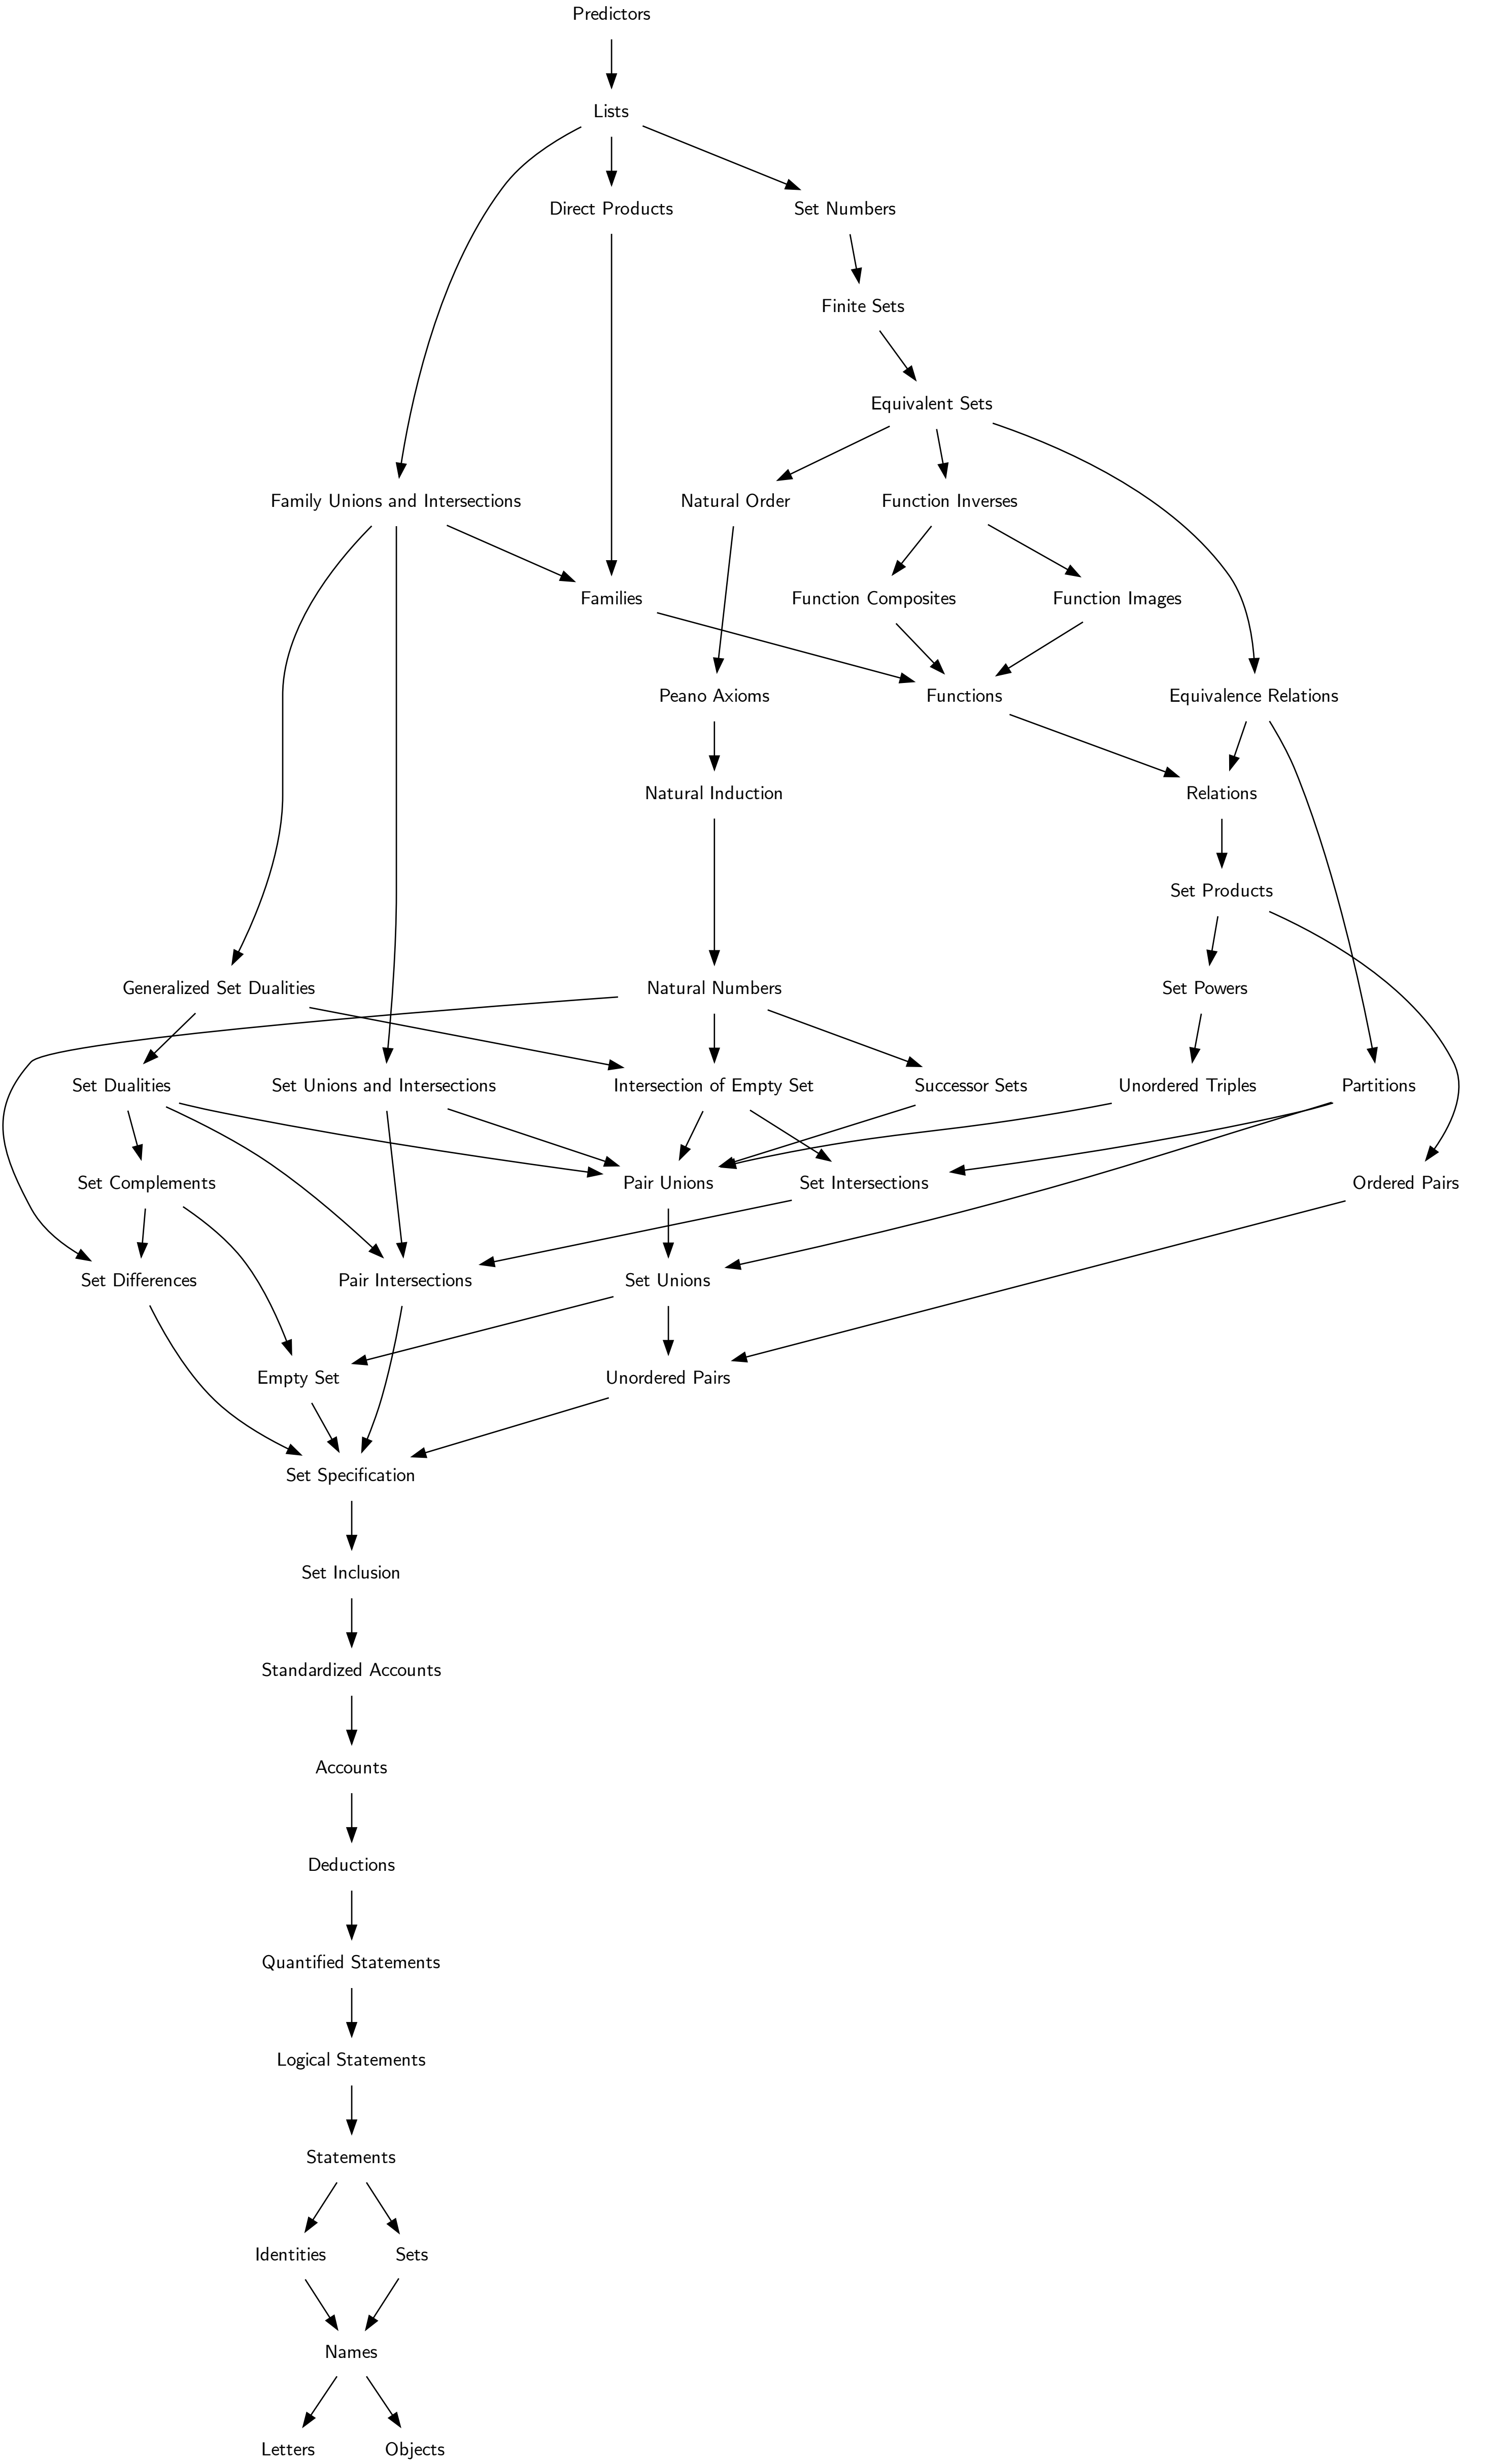 Predictors
Lists
Direct Products
Set Numbers
Finite Sets
Equivalent Sets
Family Unions and Intersections
Natural Order
Function Inverses
Families
Function Composites
Function Images
Peano Axioms
Functions
Equivalence Relations
Natural Induction
Relations
Set Products
Generalized Set Dualities
Natural Numbers
Set Powers
Set Dualities
Set Unions and Intersections
Intersection of Empty Set
Successor Sets
Unordered Triples
Partitions
Set Complements
Pair Unions
Set Intersections
Ordered Pairs
Set Differences
Pair Intersections
Set Unions
Empty Set
Unordered Pairs
Set Specification
Set Inclusion
Standardized Accounts
Accounts
Deductions
Quantified Statements
Logical Statements
Statements
Identities
Sets
Names
Letters
Objects